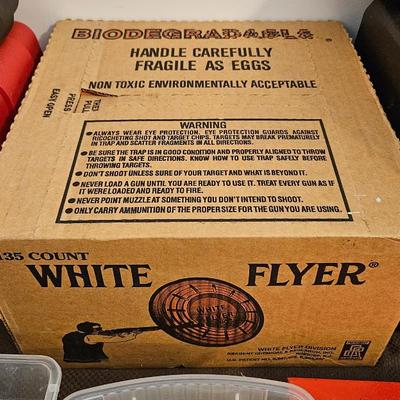 BIODEGRADABLE
HANDLE CAREFULLY
FRAGILE AS EGGS
NON TOXIC ENVIRONMENTALLY ACCEPTABLE
PRESS
EASY OPEN
WARNING
● ALWAYS WEAR EYE PROTECTION. EYE PROTECTION GUARDS AGAINST
RICOCHETING SHOT AND TARGET CHIPS. TARGETS MAY BREAK PREMATURELY
IN TRAP AND SCATTER FRAGMENTS IN ALL DIRECTIONS.
● BE SURE THE TRAP IS IN GOOD CONDITION AND PROPERLY ALIGNED TO THROW
TARGETS IN SAFE DIRECTIONS. KNOW HOW TO USE TRAP SAFELY BEFORE
THROWING TARGETS.
● DON'T SHOOT UNLESS SURE OF YOUR TARGET AND WHAT IS BEYOND IT.
● NEVER LOAD A GUN UNTIL YOU ARE READY TO USE IT. TREAT EVERY GUN AS IF
IT WERE LOADED AND READY TO FIRE.
● NEVER POINT MUZZLE AT SOMETHING YOU DON'T INTEND TO SHOOT.
● ONLY CARRY AMMUNITION OF THE PROPER SIZE FOR THE GUN YOU ARE USING.
135 COUNT
WHITE FLYER®
WHITE
WHITE FLYER DIVISION